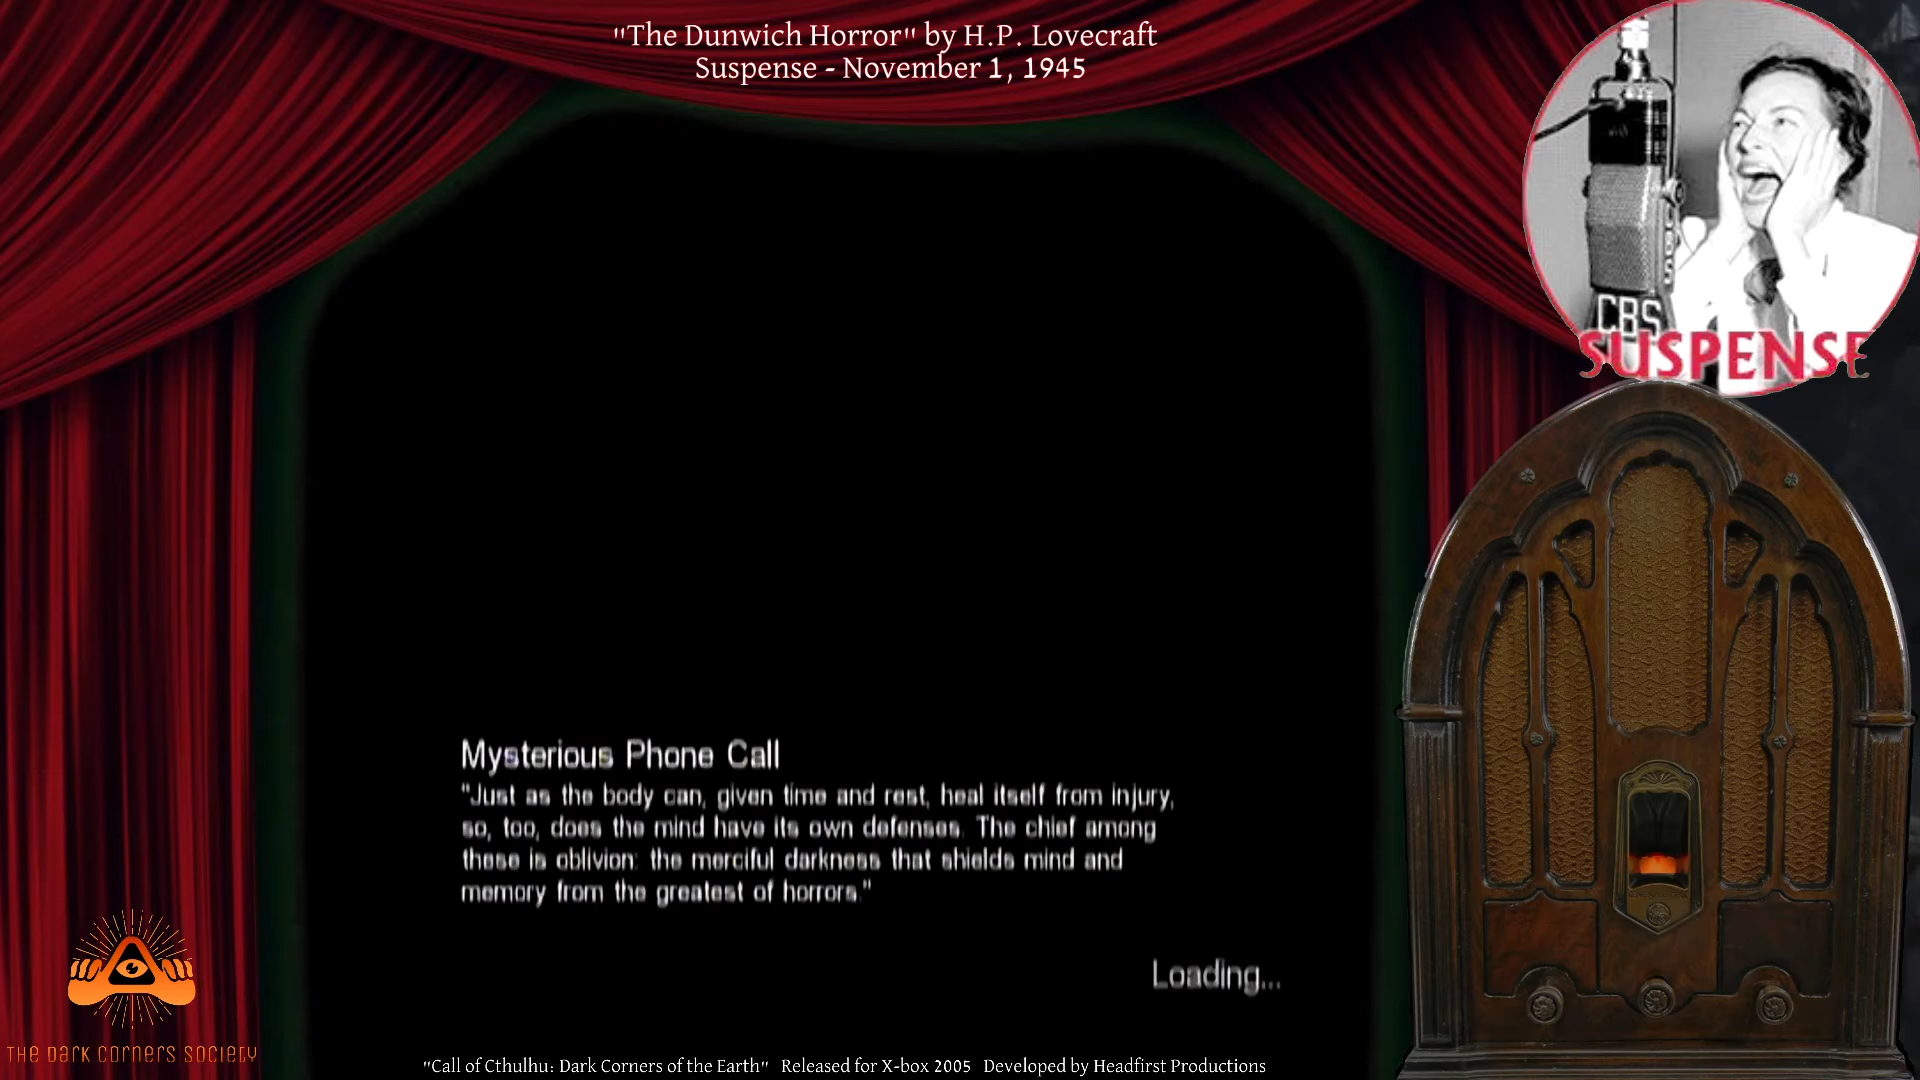 "The Dunwich Horror" by H.P. Lovecraft
Suspense - November 1, 1945
CBS
SUSPENSE
Mysterious Phone Call
"Just as the body can, given time and rest, heal itself from injury,
so, too, does the mind have its own defenses. The chief among
these is oblivion: the merciful darkness that shields mind and
memory from the greatest of horrors."
Loading...
THE DARK CORNERS SOCIETY
"Call of Cthulhu: Dark Corners of the Earth" Released for X-box 2005 Developed by Headfirst Productions